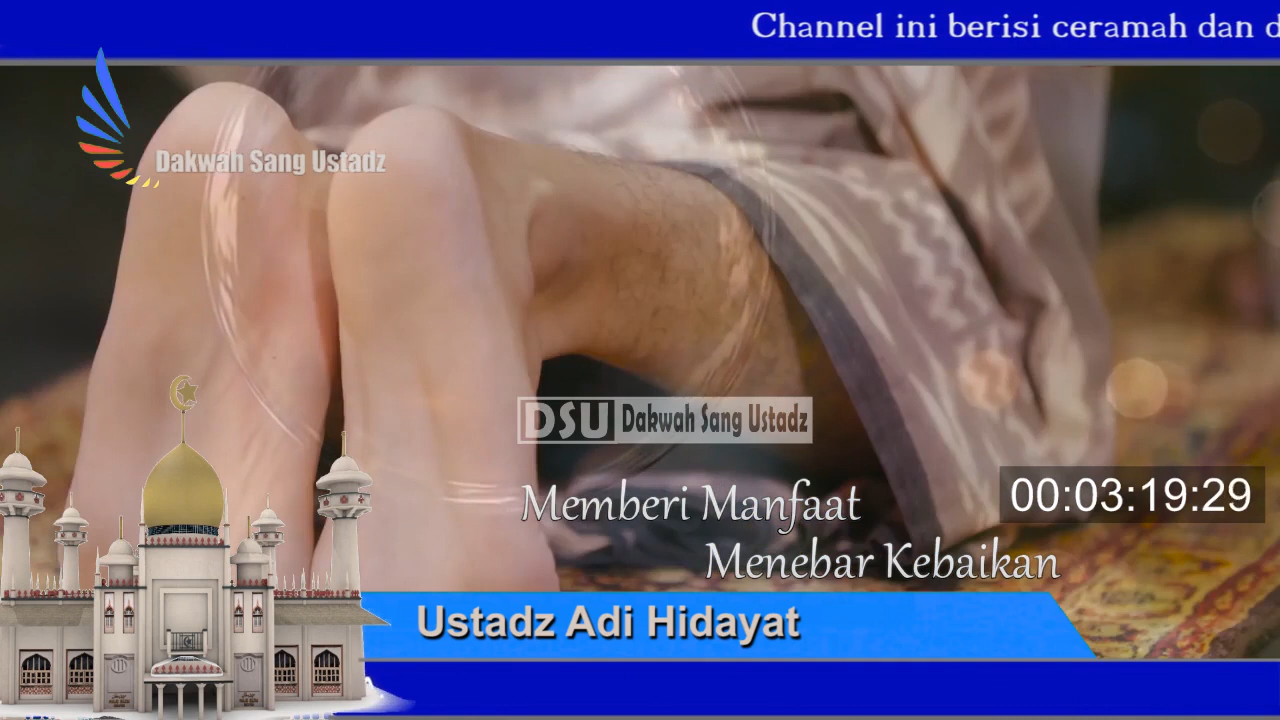 Channel ini berisi ceramah dan d
Dakwah Sang Ustadz
DSU Dakwah Sang Ustadz
Memberi Manfaat
00:03:19:29
Menebar Kebaikan
Ustadz Adi Hidayat